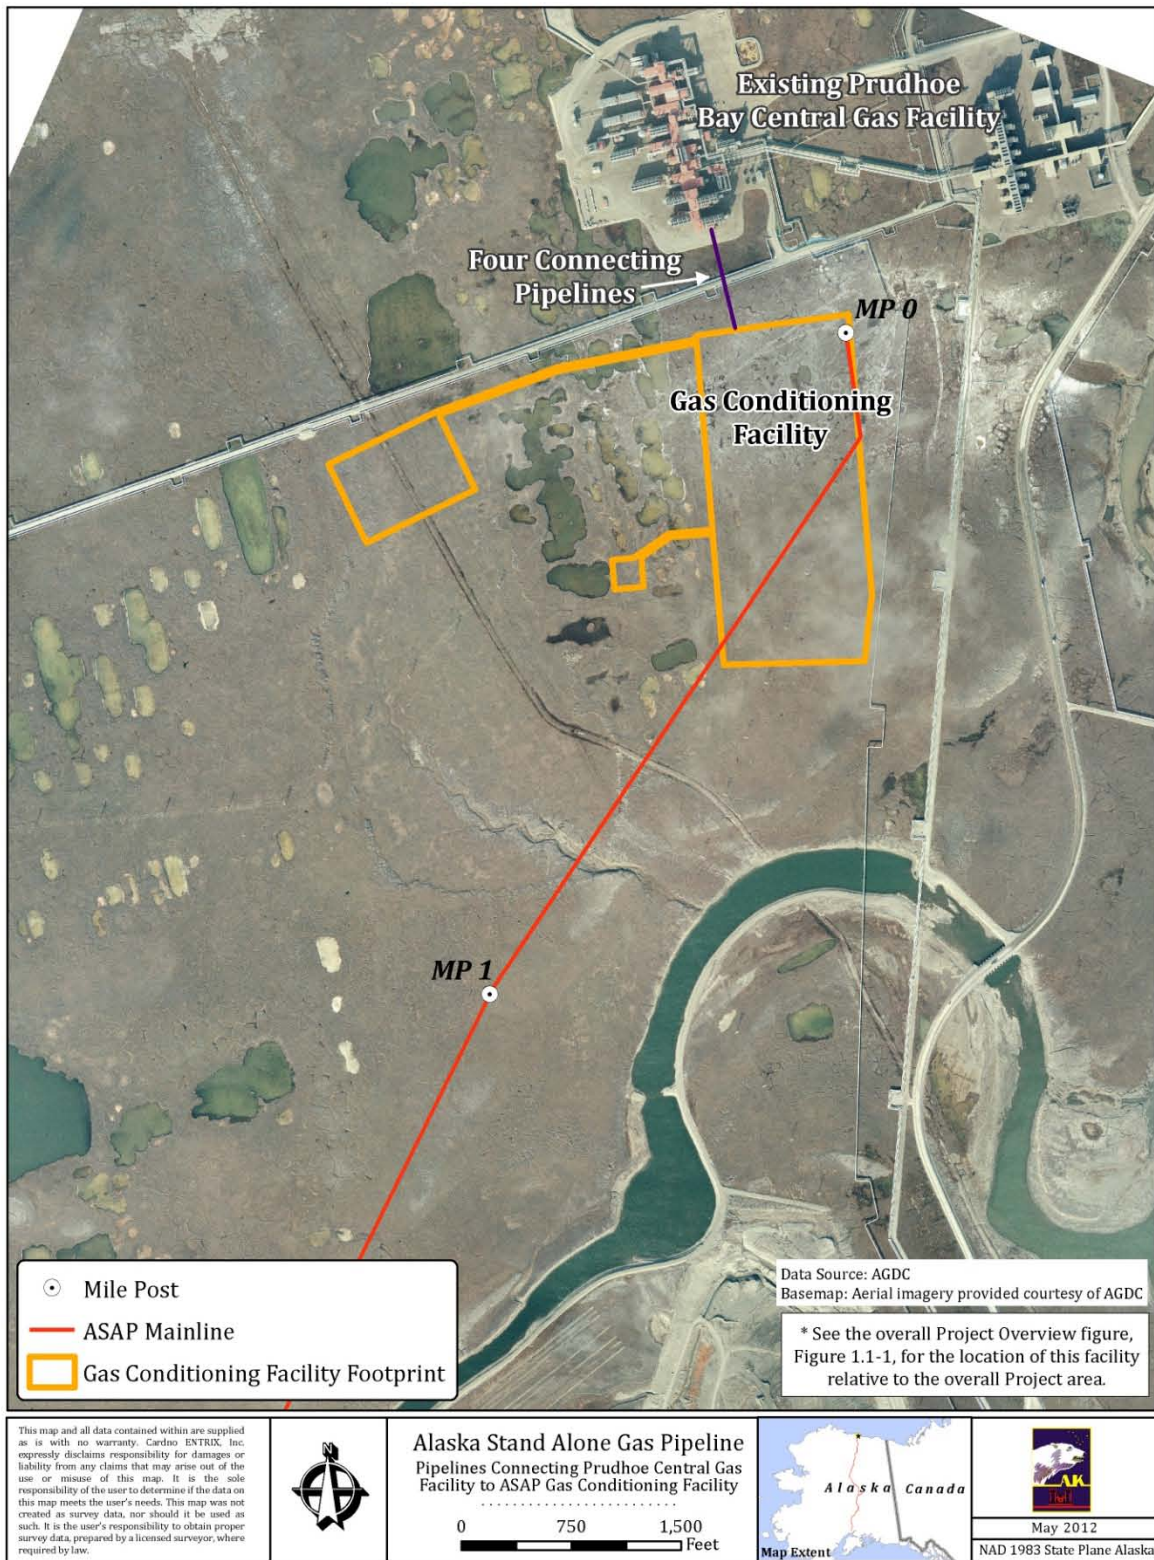 Existing Prudhoe
Bay Central Gas Facility
Four Connecting
Pipelines
MP 0
Gas Conditioning
Facility
MP 1
Mile Post
ASAP Mainline
Gas Conditioning Facility Footprint
Data Source: AGDC
Basemap: Aerial imagery provided courtesy of AGDC
* See the overall Project Overview figure,
Figure 1.1-1, for the location of this facility
relative to the overall Project area.
This map and all data contained within are supplied
as is with no warranty. Cardno ENTRIX, Inc.
expressly disclaims responsibility for damages or
liability from any claims that may arise out of the
use or misuse of this map. It is the sole
responsibility of the user to determine if the data on
this map meets the user's needs. This map was not
created as survey data, nor should it be used as
such. It is the user's responsibility to obtain proper
survey data, prepared by a licensed surveyor, where
required by law.
N
Alaska Stand Alone Gas Pipeline
Pipelines Connecting Prudhoe Central Gas
Facility to ASAP Gas Conditioning Facility
0 750 1,500
Feet
Alaska Canada
Map Extent
AK
May 2012
NAD 1983 State Plane Alaska